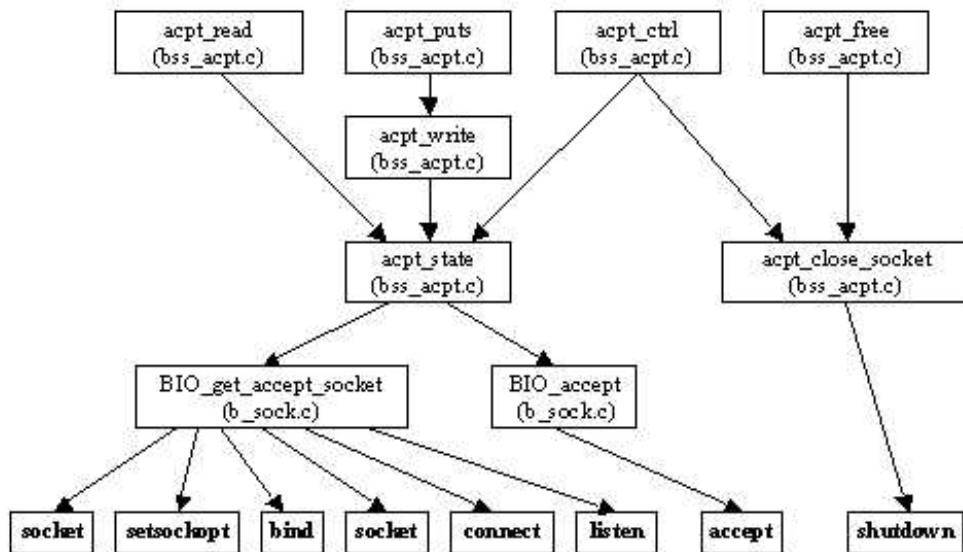 acpt_read
(bss_acpt.c)
acpt_puts
(bss_acpt.c)
acpt_ctrl
(bss_acpt.c)
acpt_free
(bss_acpt.c)
acpt_write
(bss_acpt.c)
acpt_state
(bss_acpt.c)
acpt_close_socket
(bss_acpt.c)
BIO_get_accept_socket
(b_sock.c)
BIO_accept
(b_sock.c)
socket
setsockopt
bind
socket
connect
listen
accept
shutdown